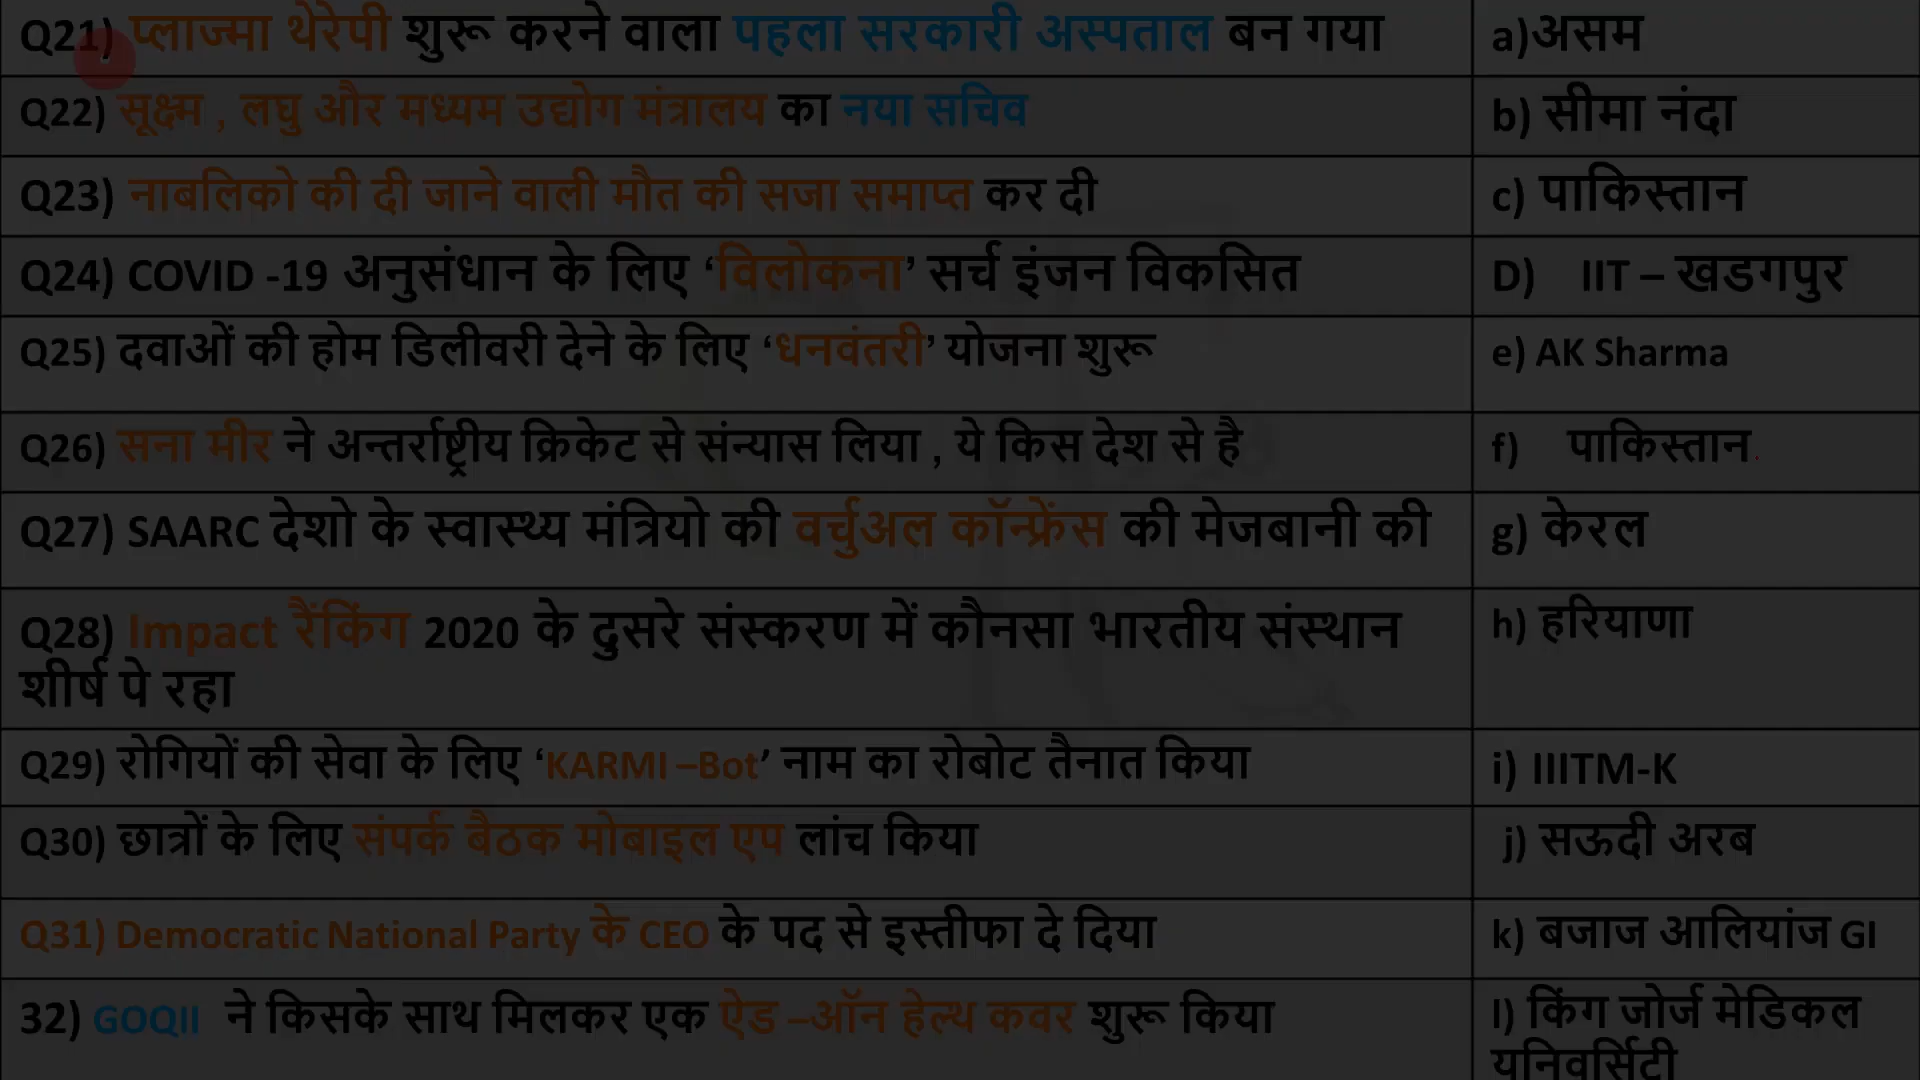 Q21) प्लाज्मा थेरेपी शुरू करने वाला पहला सरकारी अस्पताल बन गया
a)असम
Q22) सूक्ष्म , लघु और मध्यम उद्योग मंत्रालय का नया सचिव
b) सीमा नंदा
Q23) नाबलिको की दी जाने वाली मौत की सजा समाप्त कर दी
c) पाकिस्तान
Q24) COVID -19 अनुसंधान के लिए ‘विलोकना’ सर्च इंजन विकसित
D) IIT – खडगपुर
Q25) दवाओं की होम डिलीवरी देने के लिए ‘धनवंतरी’ योजना शुरू
e) AK Sharma
Q26) सना मीर ने अन्तर्राष्ट्रीय क्रिकेट से संन्यास लिया , ये किस देश से है
f) पाकिस्तान.
Q27) SAARC देशो के स्वास्थ्य मंत्रियो की वर्चुअल कॉन्फ्रेंस की मेजबानी की
g) केरल
Q28) Impact रैंकिंग 2020 के दुसरे संस्करण में कौनसा भारतीय संस्थान
शीर्ष पे रहा
h) हरियाणा
Q29) रोगियों की सेवा के लिए ‘KARMI –Bot’ नाम का रोबोट तैनात किया
i) IIITM-K
Q30) छात्रों के लिए संपर्क बैठक मोबाइल एप लांच किया
j) सऊदी अरब
Q31) Democratic National Party के CEO के पद से इस्तीफा दे दिया
k) बजाज आलियांज GI
32) GOQII ने किसके साथ मिलकर एक ऐड –ऑन हेल्थ कवर शुरू किया
l) किंग जोर्ज मेडिकल
यूनिवर्सिटी